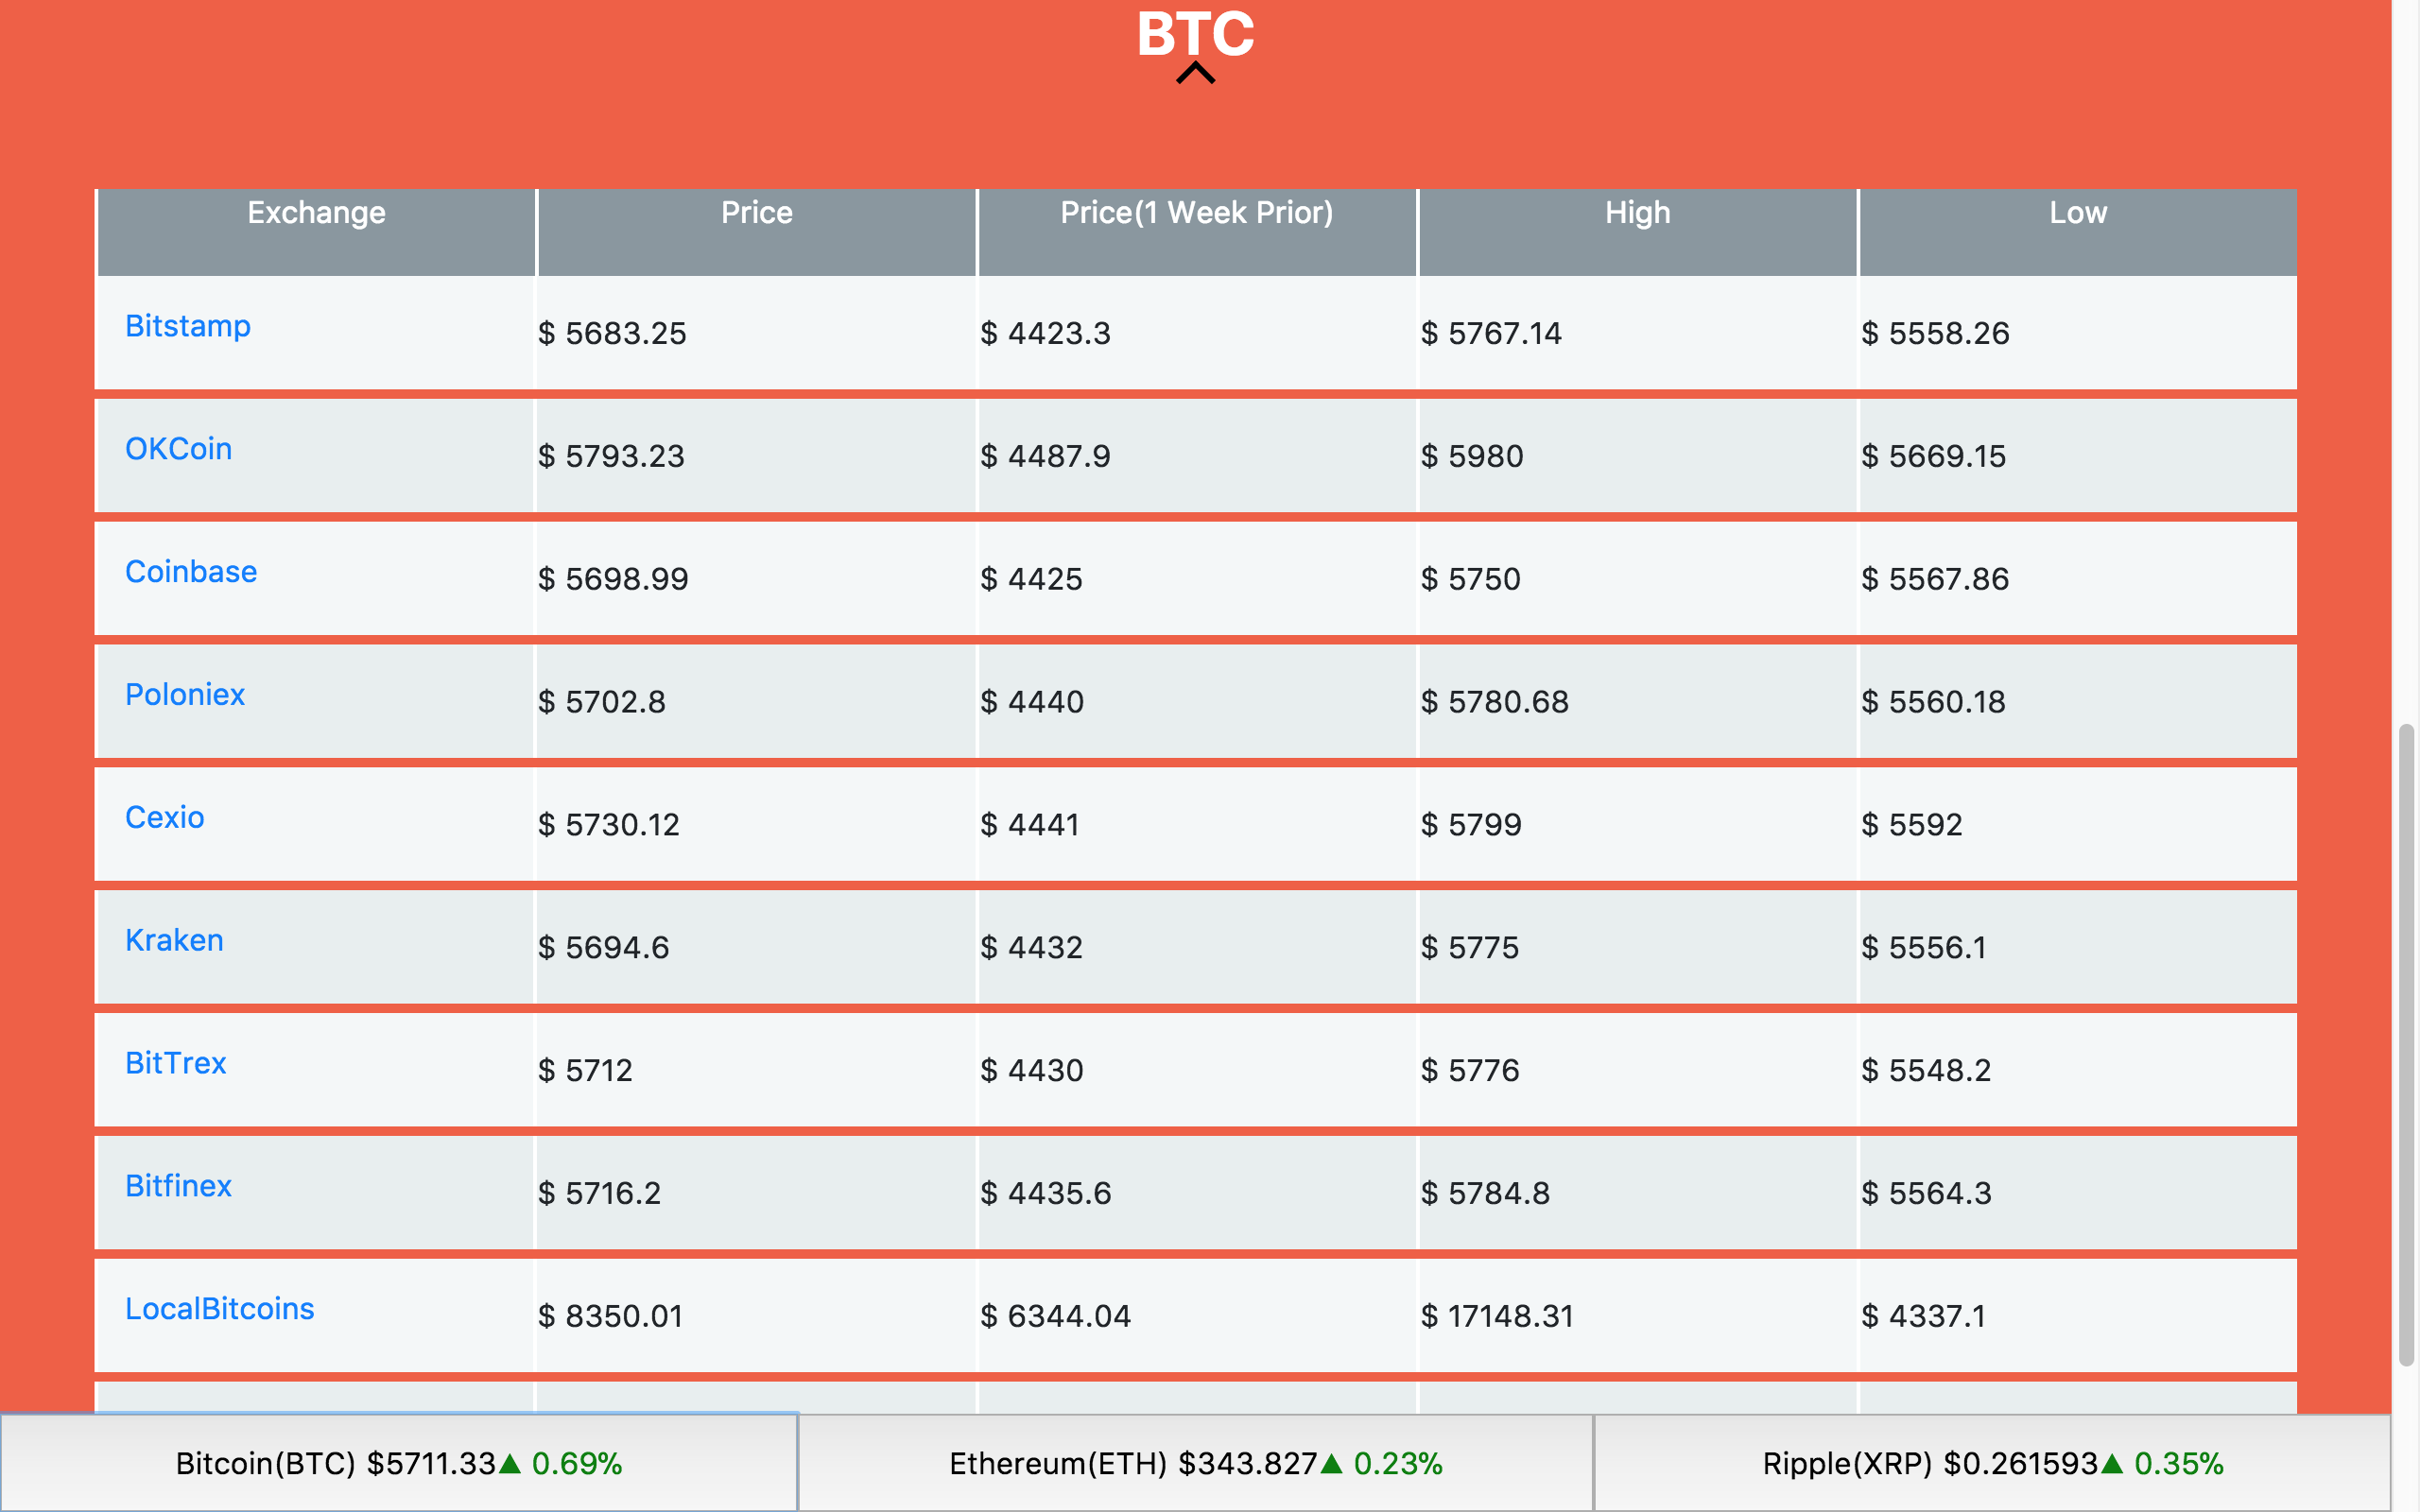 BTC
Exchange Price Price(1 Week Prior) High Low
Bitstamp $ 5683.25 $ 4423.3 $ 5767.14 $ 5558.26
OKCoin $ 5793.23 $ 4487.9 $ 5980 $ 5669.15
Coinbase $ 5698.99 $ 4425 $ 5750 $ 5567.86
Poloniex $ 5702.8 $ 4440 $ 5780.68 $ 5560.18
Cexio $ 5730.12 $ 4441 $ 5799 $ 5592
Kraken $ 5694.6 $ 4432 $ 5775 $ 5556.1
BitTrex $ 5712 $ 4430 $ 5776 $ 5548.2
Bitfinex $ 5716.2 $ 4435.6 $ 5784.8 $ 5564.3
LocalBitcoins $ 8350.01 $ 6344.04 $ 17148.31 $ 4337.1
Bitcoin(BTC) $5711.33▲ 0.69% Ethereum(ETH) $343.827▲ 0.23% Ripple(XRP) $0.261593▲ 0.35%